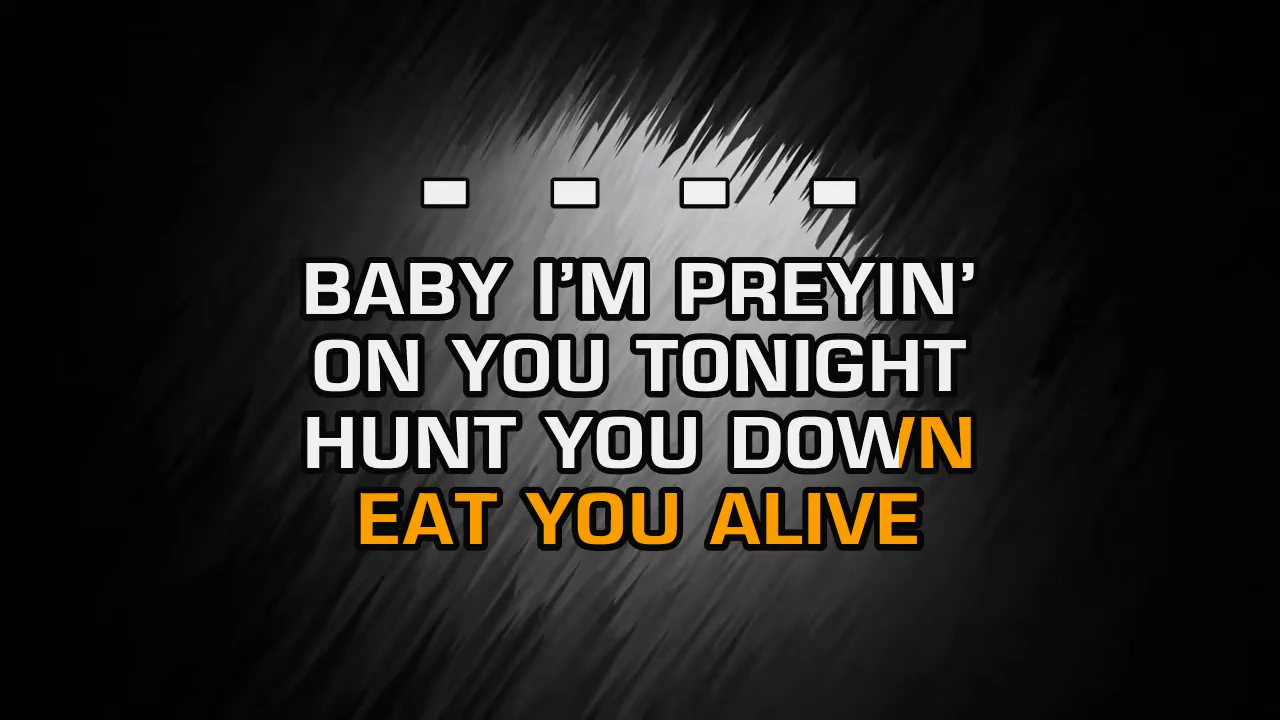 - - - -
BABY I’M PREYIN’
ON YOU TONIGHT
HUNT YOU DOWN
EAT YOU ALIVE